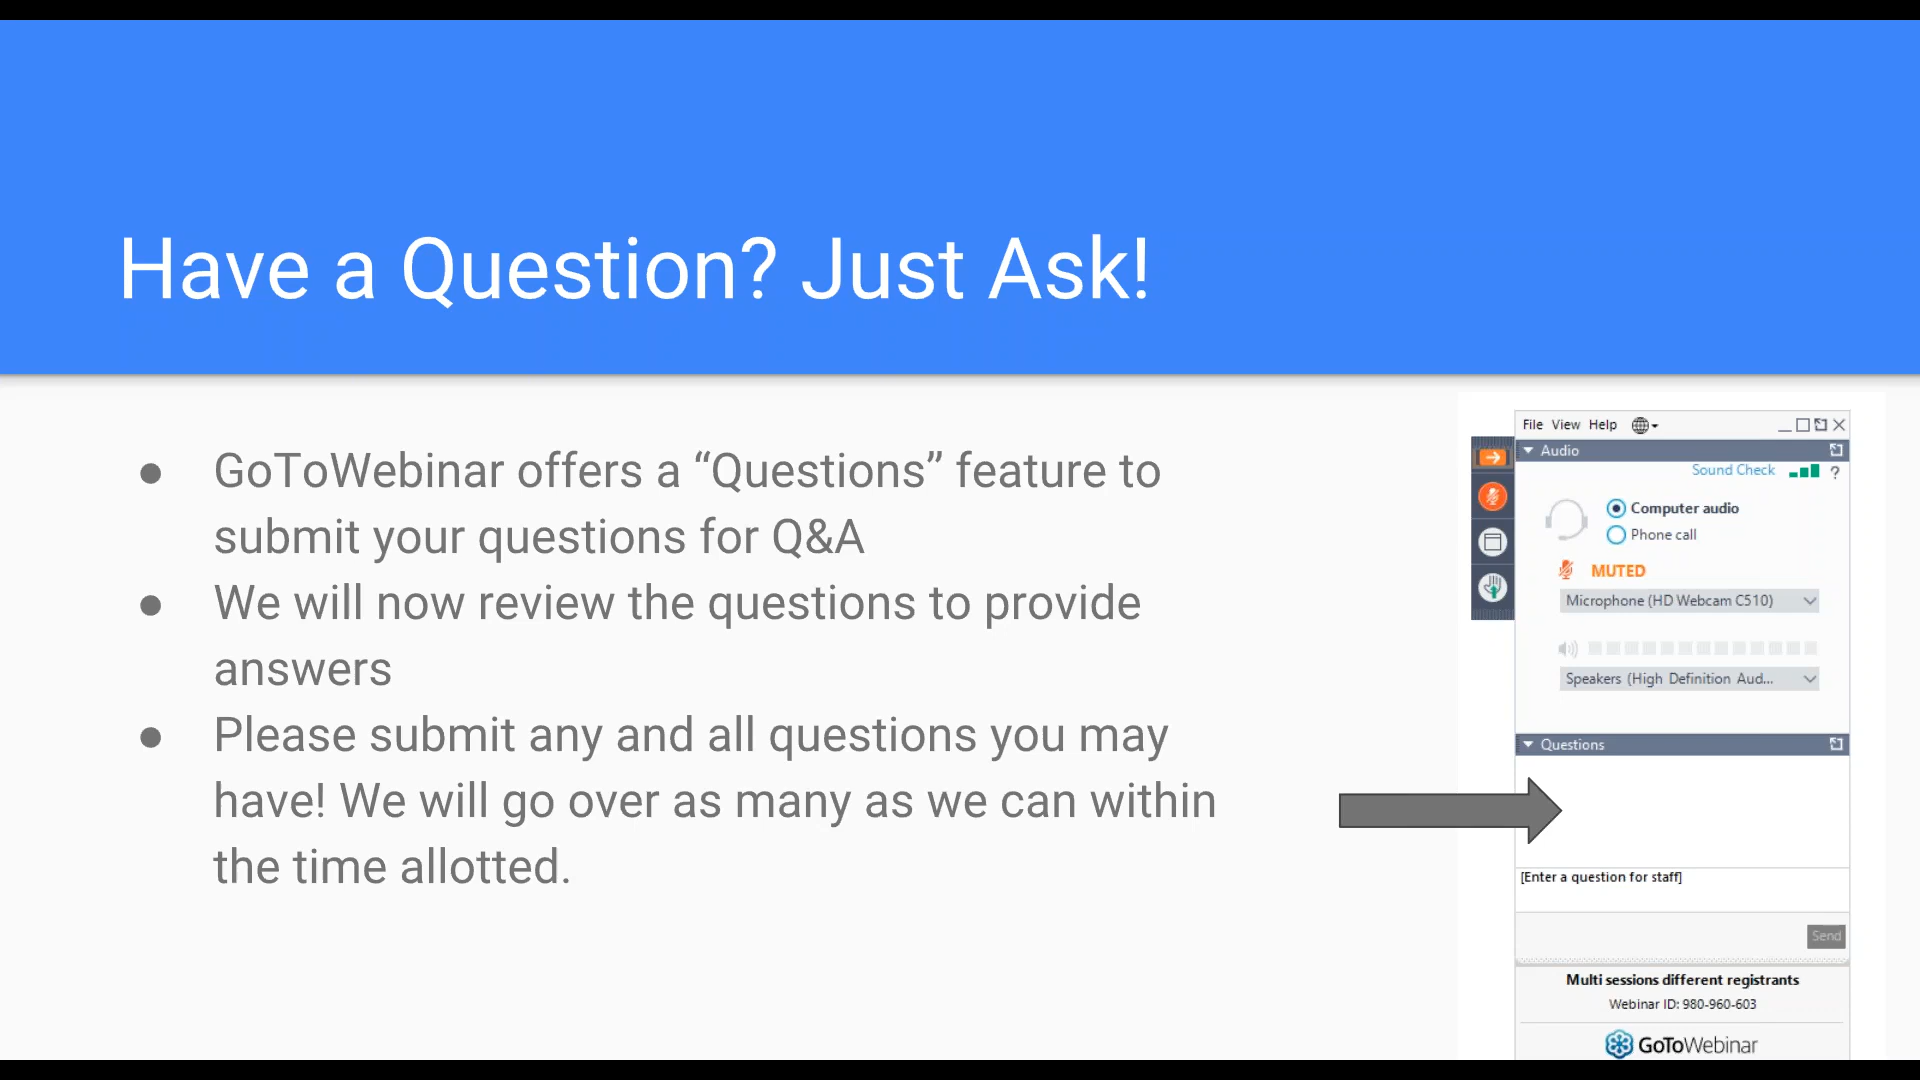 Have a Question? Just Ask!
● GoToWebinar offers a “Questions” feature to
submit your questions for Q&A
● We will now review the questions to provide
answers
● Please submit any and all questions you may
have! We will go over as many as we can within
the time allotted.
File View Help
Audio
Sound Check ?
Computer audio
Phone call
MUTED
Microphone (HD Webcam C510)
Speakers (High Definition Aud...
Questions
[Enter a question for staff]
Send
Multi sessions different registrants
Webinar ID: 980-960-603
GoToWebinar